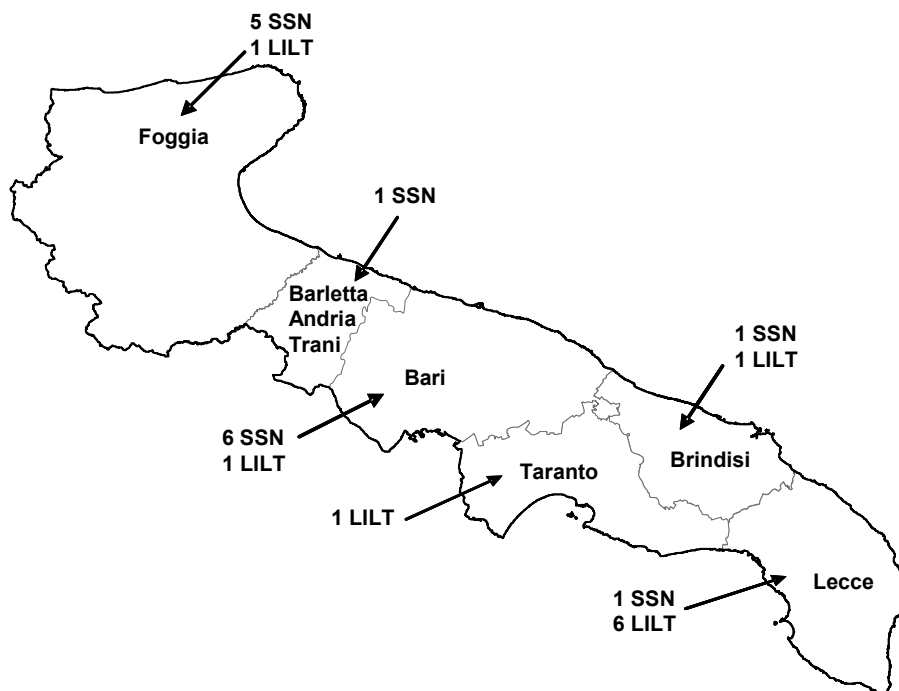 5 SSN
1 LILT
Foggia
1 SSN
Barletta
Andria
Trani
1 SSN
1 LILT
Bari
6 SSN
1 LILT
Brindisi
Taranto
1 LILT
Lecce
1 SSN
6 LILT